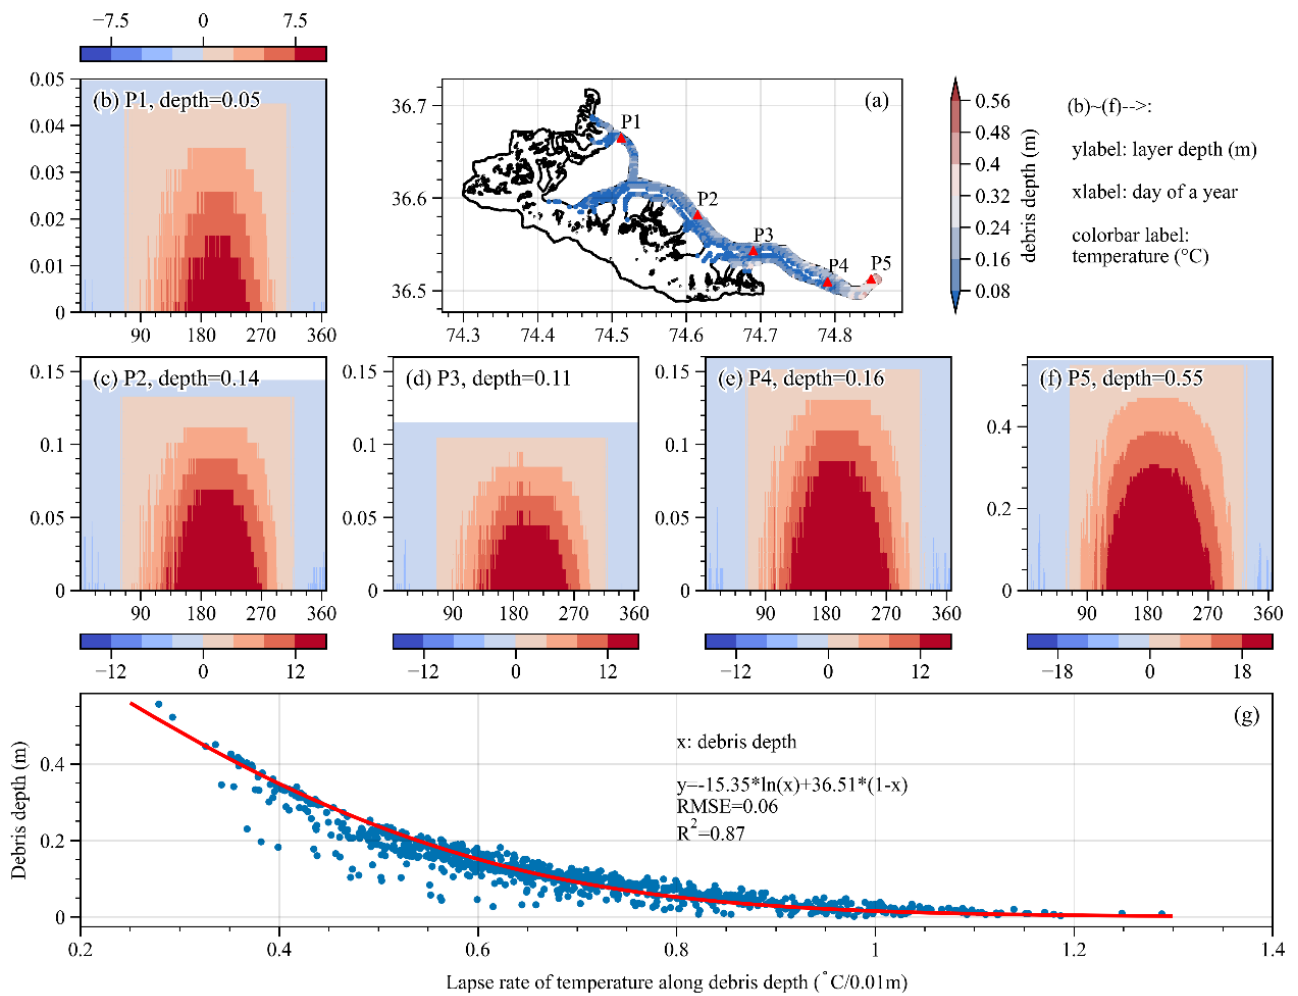 −7.5 0 7.5
(b) P1, depth=0.05
0.05
0.04
0.03
0.02
0.01
0
90 180 270 360
(a)
P1
P2
P3
P4
P5
36.7
36.6
36.5
74.3 74.4 74.5 74.6 74.7 74.8
0.56
0.48
0.4
0.32
0.24
0.16
0.08
debris depth (m)
(b)~(f)-->:
ylabel: layer depth (m)
xlabel: day of a year
colorbar label:
temperature (°C)
(c) P2, depth=0.14
0.15
0.1
0.05
0
90 180 270 360
−12 0 12
(d) P3, depth=0.11
0.15
0.1
0.05
0
90 180 270 360
−12 0 12
(e) P4, depth=0.16
0.15
0.1
0.05
0
90 180 270 360
−12 0 12
(f) P5, depth=0.55
0.4
0.2
0
90 180 270 360
−18 0 18
(g)
x: debris depth
y=-15.35*ln(x)+36.51*(1-x)
RMSE=0.06
R²=0.87
Debris depth (m)
0.4
0.2
0
0.2 0.4 0.6 0.8 1 1.2 1.4
Lapse rate of temperature along debris depth (°C/0.01m)